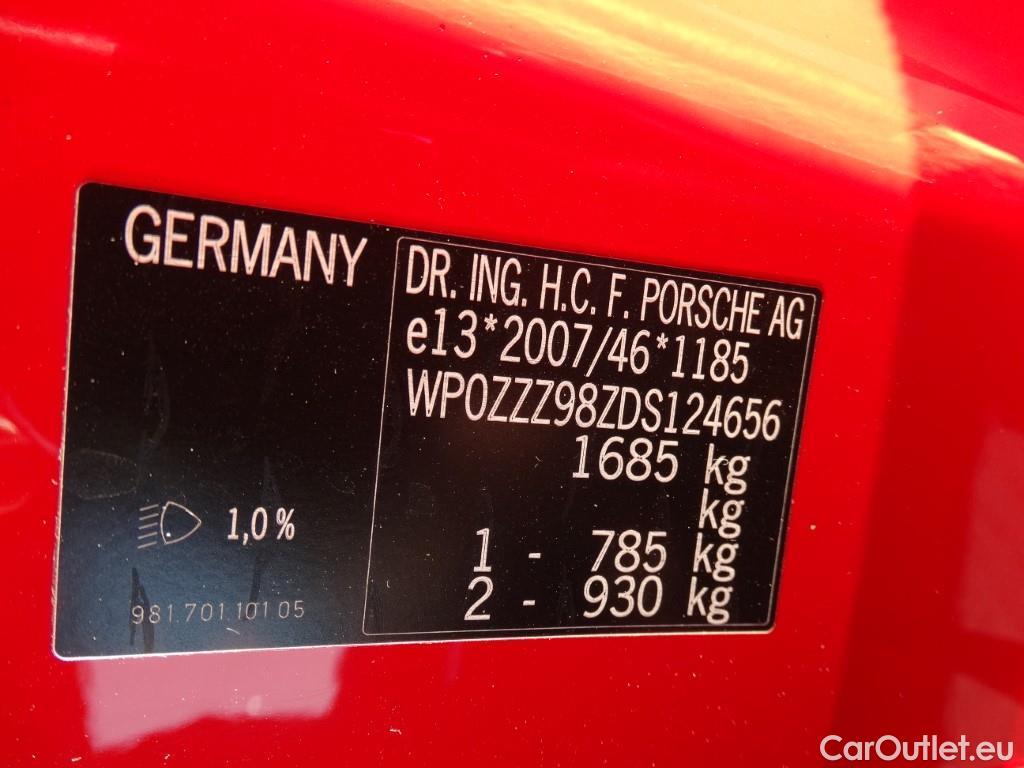 GERMANY
DR. ING. H.C. F. PORSCHE AG
e13*2007/46*1185
WP0ZZZ98ZDS124656
1685 kg
kg
1 - 785 kg
2 - 930 kg
1,0%
981 701 101 05
CarOutlet.eu